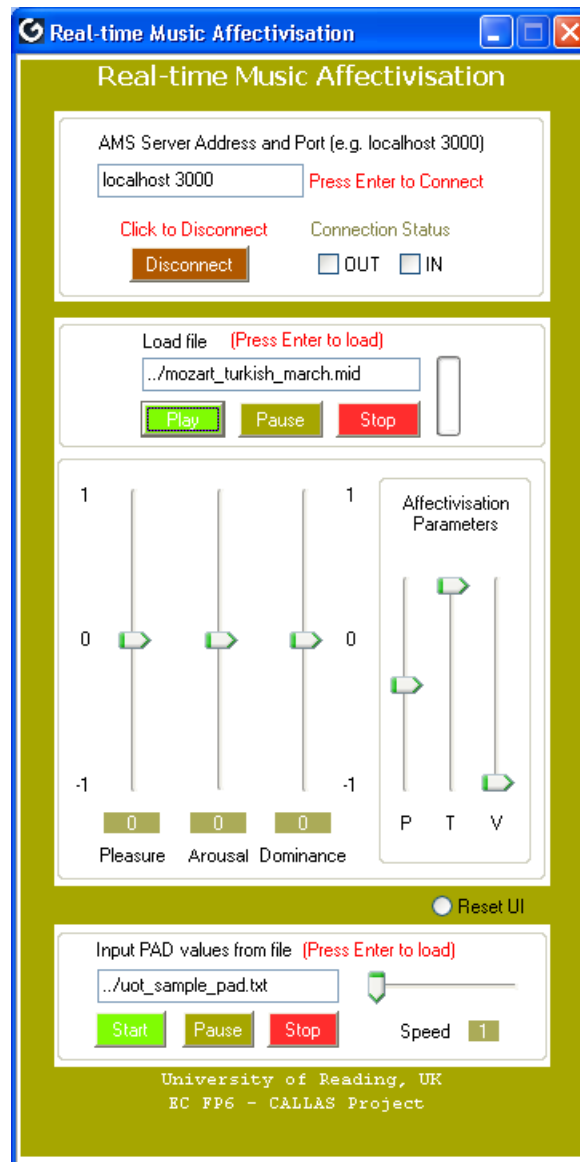 Real-time Music Affectivisation
Real-time Music Affectivisation
AMS Server Address and Port (e.g. localhost 3000)
localhost 3000 Press Enter to Connect
Click to Disconnect Connection Status
Disconnect OUT IN
Load file (Press Enter to load)
../mozart_turkish_march.mid
Play Pause Stop
1 1
0 0
-1 -1
0 0 0
Pleasure Arousal Dominance
Affectivisation
Parameters
P T V
Reset UI
Input PAD values from file (Press Enter to load)
../uot_sample_pad.txt
Start Pause Stop Speed 1
University of Reading, UK
EC FP6 - CALLAS Project